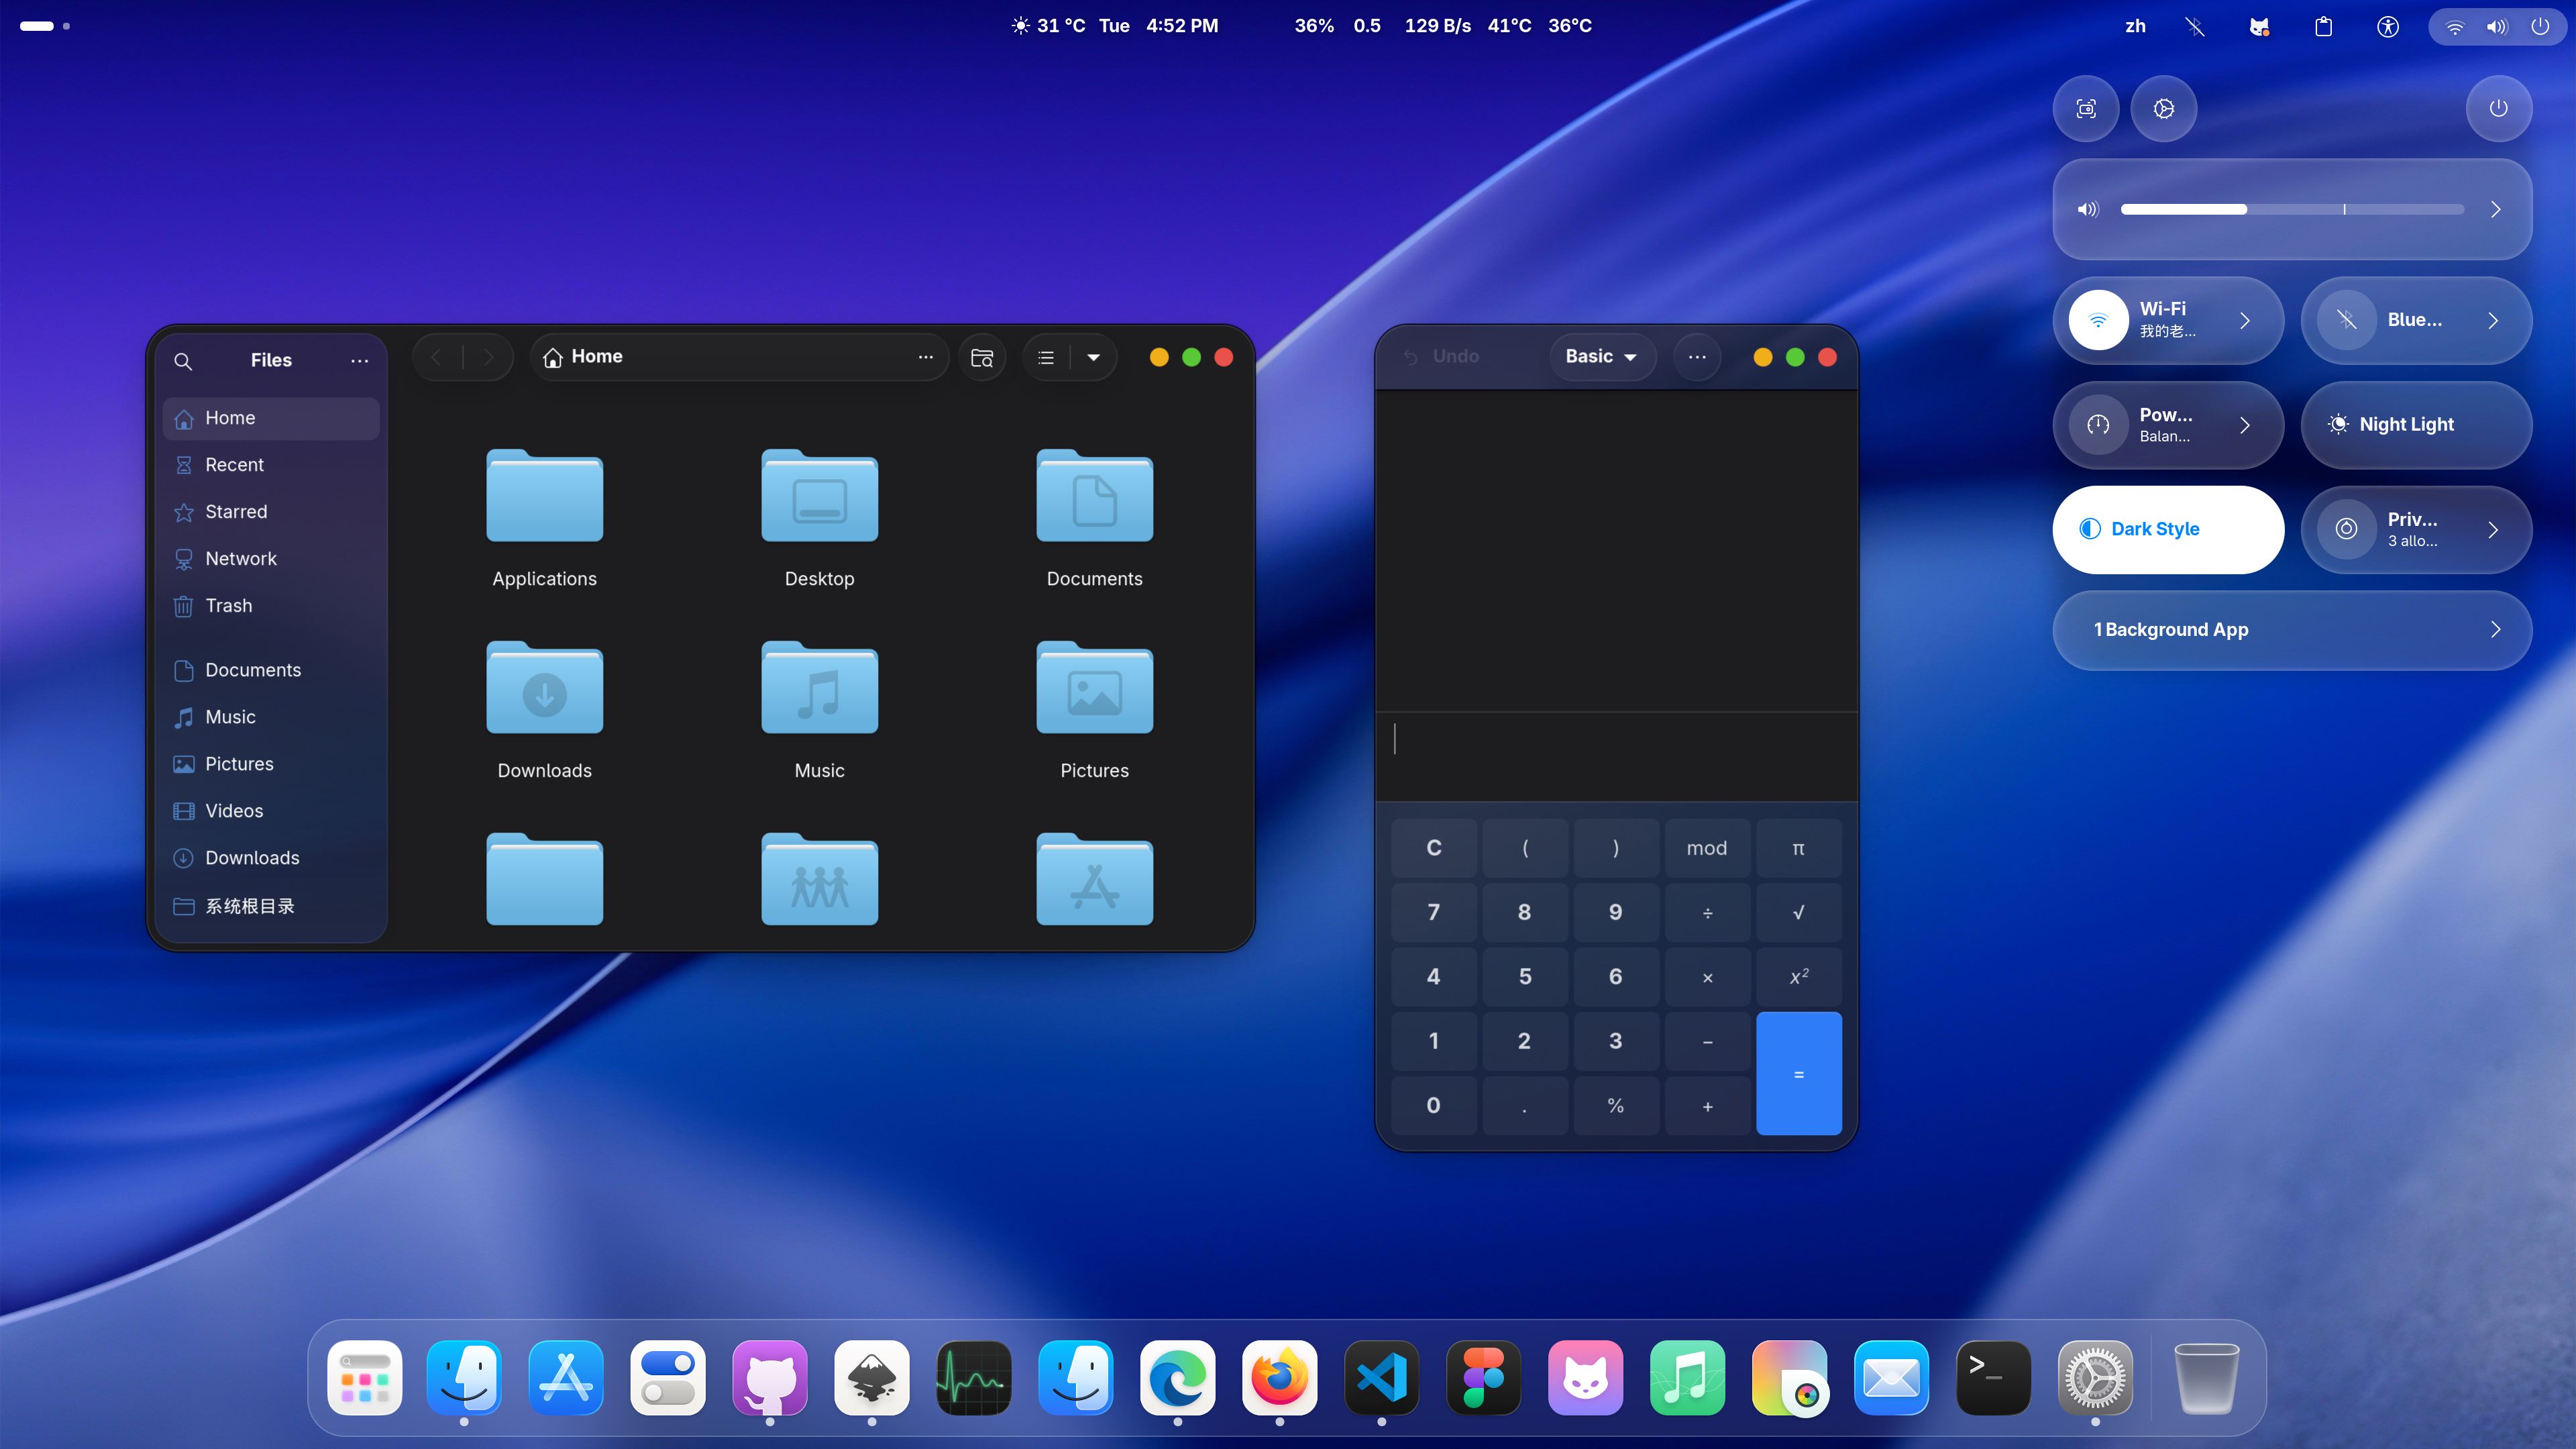 31 °C Tue 4:52 PM 36% 0.5 129 B/s 41°C 36°C zh
Files
Home
Recent
Starred
Network
Trash
Documents
Music
Pictures
Videos
Downloads
系统根目录
Home
Applications Desktop Documents
Downloads Music Pictures
Undo Basic
C ( ) mod π
7 8 9 ÷ √
4 5 6 × x²
1 2 3 − =
0 . % +
Wi-Fi
我的老…
Blue…
Pow…
Balan…
Night Light
Dark Style
Priv…
3 allo…
1 Background App
>_